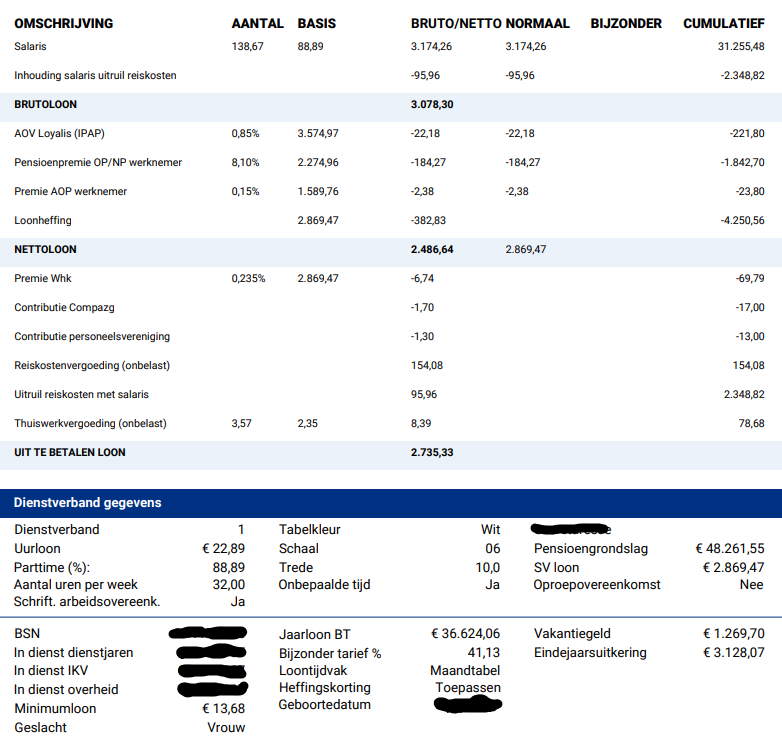 OMSCHRIJVING AANTAL BASIS BRUTO/NETTO NORMAAL BIJZONDER CUMULATIEF
Salaris 138,67 88,89 3.174,26 3.174,26 31.255,48
Inhouding salaris uitruil reiskosten -95,96 -95,96 -2.348,82
BRUTOLOON 3.078,30
AOV Loyalis (IPAP) 0,85% 3.574,97 -22,18 -22,18 -221,80
Pensioenpremie OP/NP werknemer 8,10% 2.274,96 -184,27 -184,27 -1.842,70
Premie AOP werknemer 0,15% 1.589,76 -2,38 -2,38 -23,80
Loonheffing 2.869,47 -382,83 -4.250,56
NETTOLOON 2.486,64 2.869,47
Premie Whk 0,235% 2.869,47 -6,74 -69,79
Contributie Compazg -1,70 -17,00
Contributie personeelsvereniging -1,30 -13,00
Reiskostenvergoeding (onbelast) 154,08 154,08
Uitruil reiskosten met salaris 95,96 2.348,82
Thuiswerkvergoeding (onbelast) 3,57 2,35 8,39 78,68
UIT TE BETALEN LOON 2.735,33
Dienstverband gegevens
Dienstverband 1 Tabelkleur Wit
Uurloon € 22,89 Schaal 06 Pensioengrondslag € 48.261,55
Parttime (%): 88,89 Trede 10,0 SV loon € 2.869,47
Aantal uren per week 32,00 Onbepaalde tijd Ja Oproepovereenkomst Nee
Schrift. arbeidsovereenk. Ja
BSN Jaarloon BT € 36.624,06 Vakantiegeld € 1.269,70
In dienst dienstjaren Bijzonder tarief % 41,13 Eindejaarsuitkering € 3.128,07
In dienst IKV Loontijdvak Maandtabel
In dienst overheid Heffingskorting Toepassen
Minimumloon € 13,68 Geboortedatum
Geslacht Vrouw